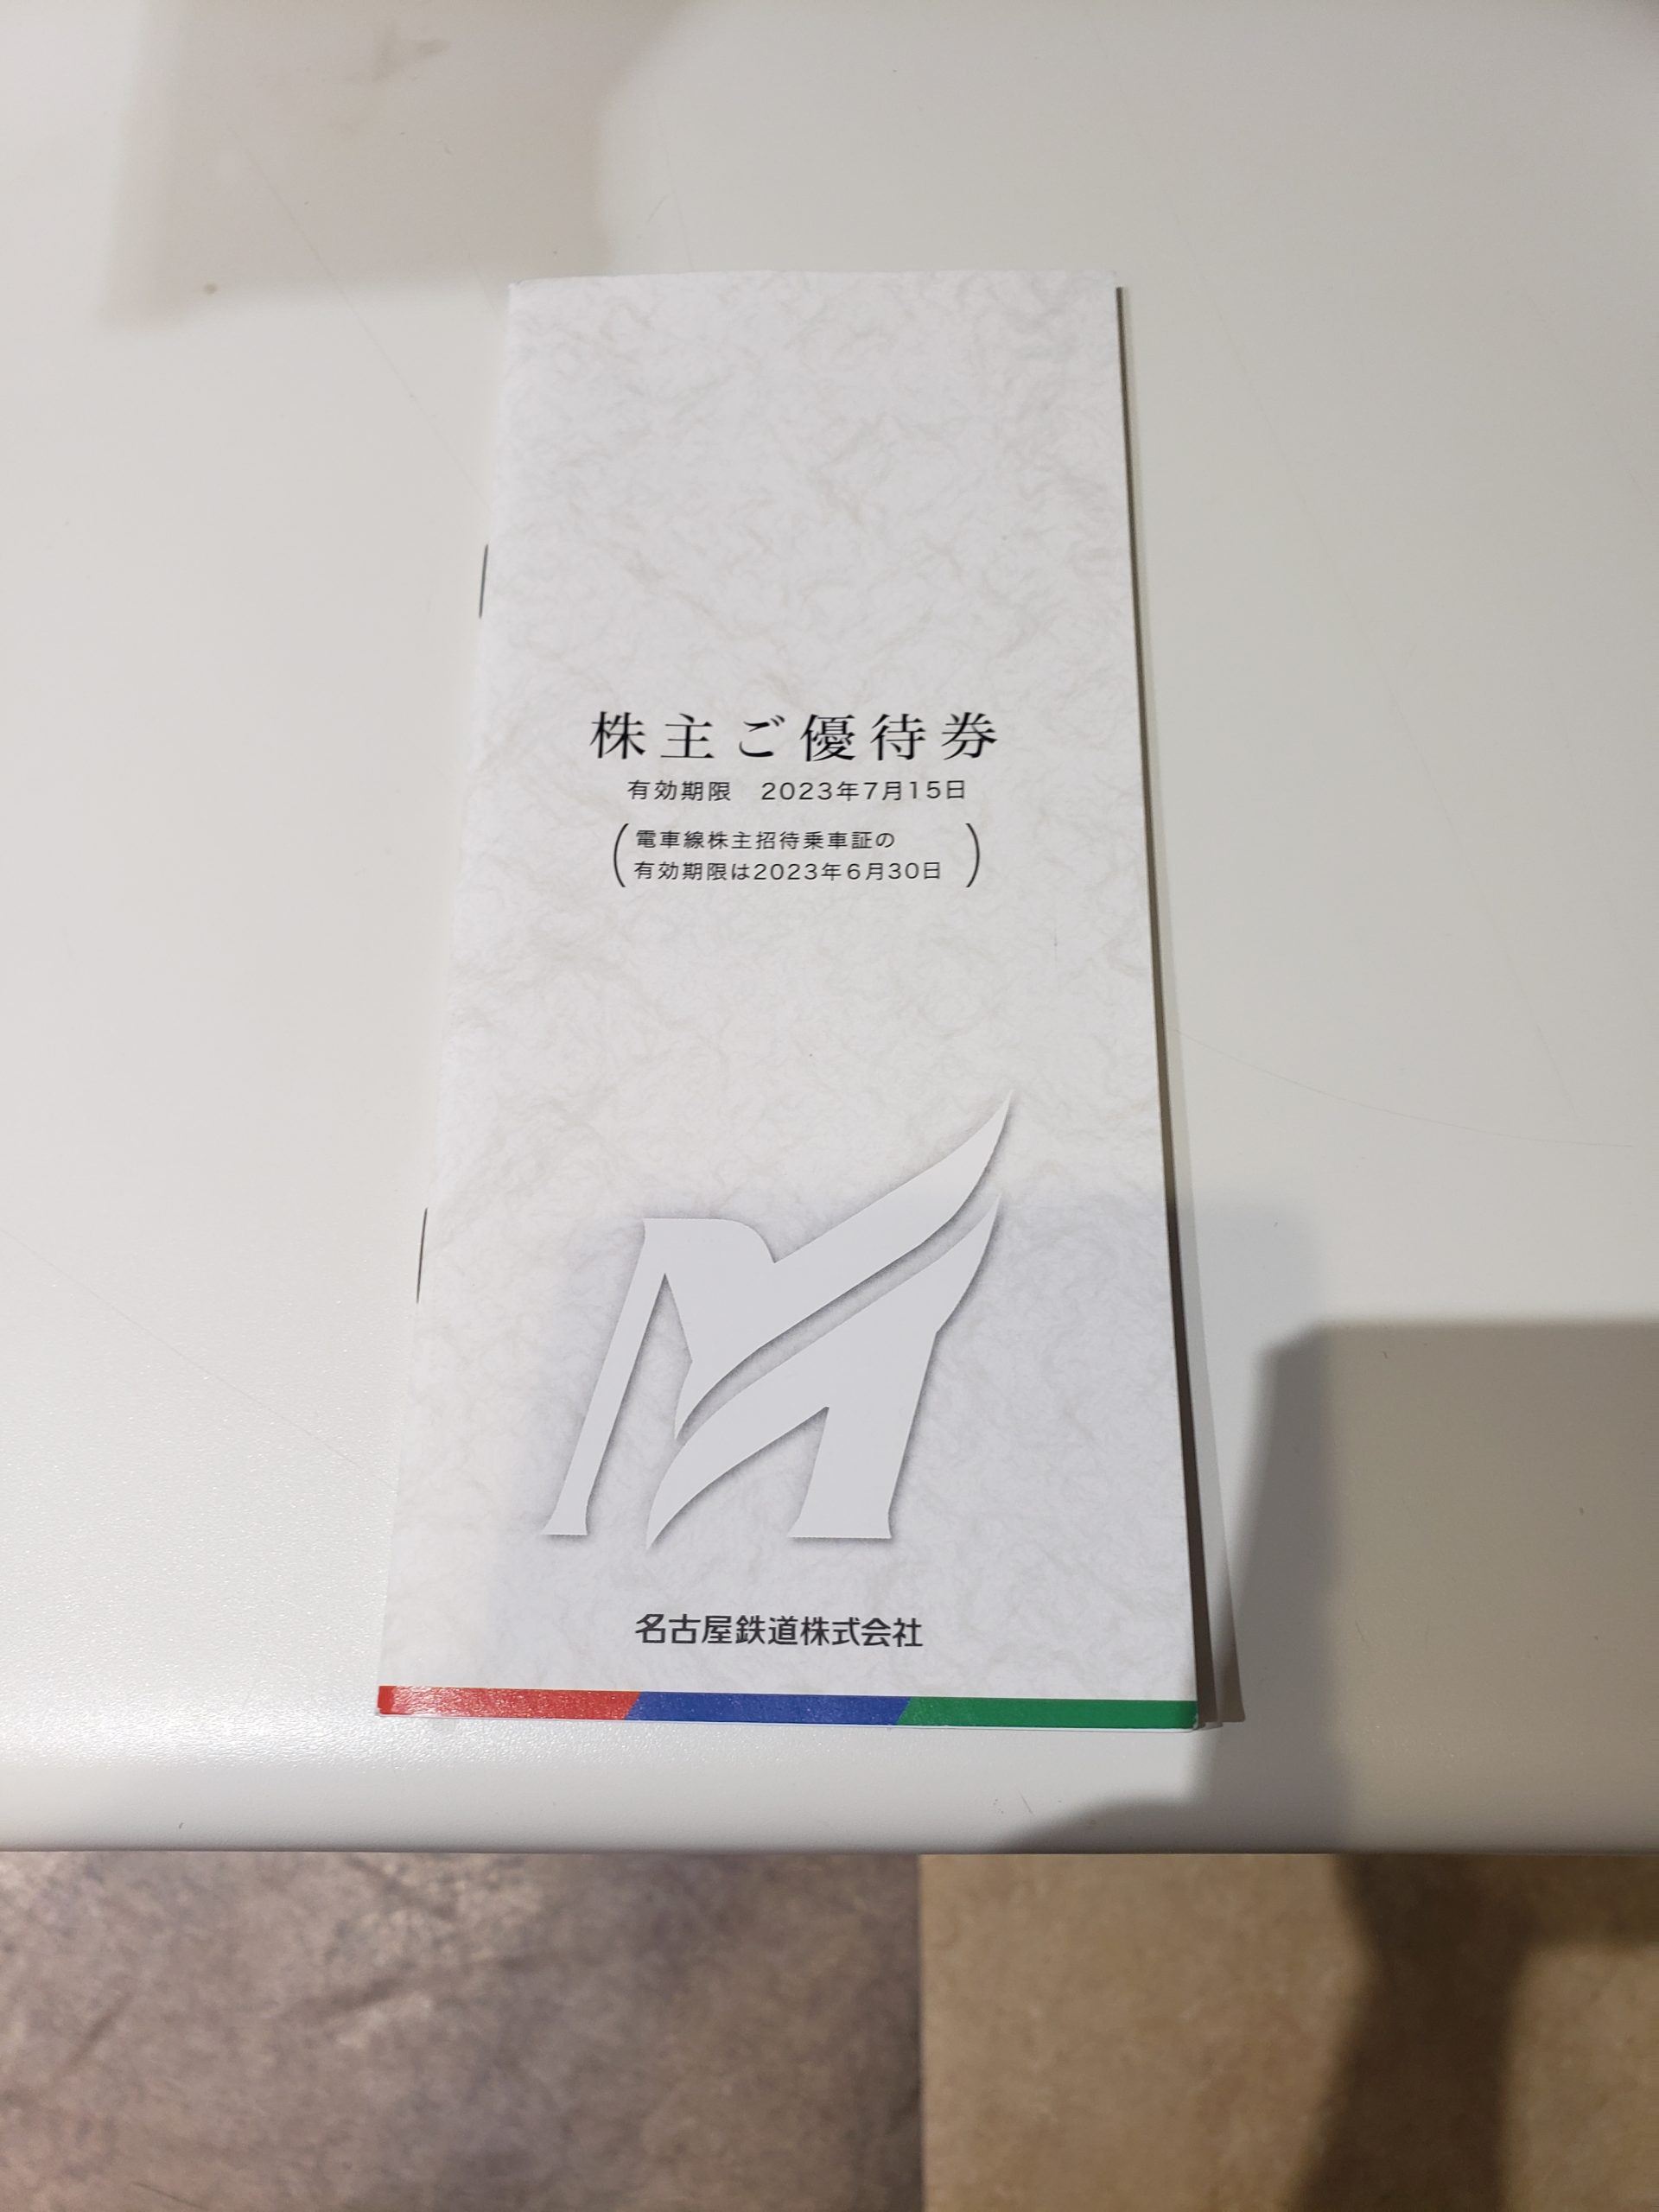 株主ご優待券
有効期限　2023年7月15日
（電車線株主招待乗車証の
有効期限は2023年6月30日）
名古屋鉄道株式会社